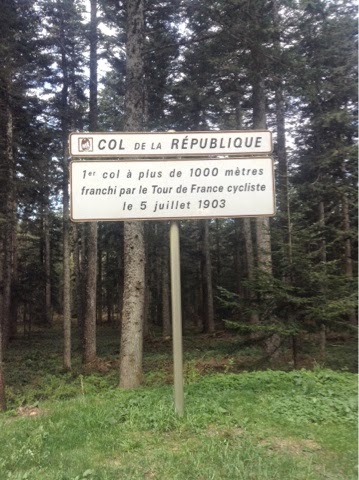 COL DE LA RÉPUBLIQUE
1er col à plus de 1000 mètres
franchi par le Tour de France cycliste
le 5 juillet 1903